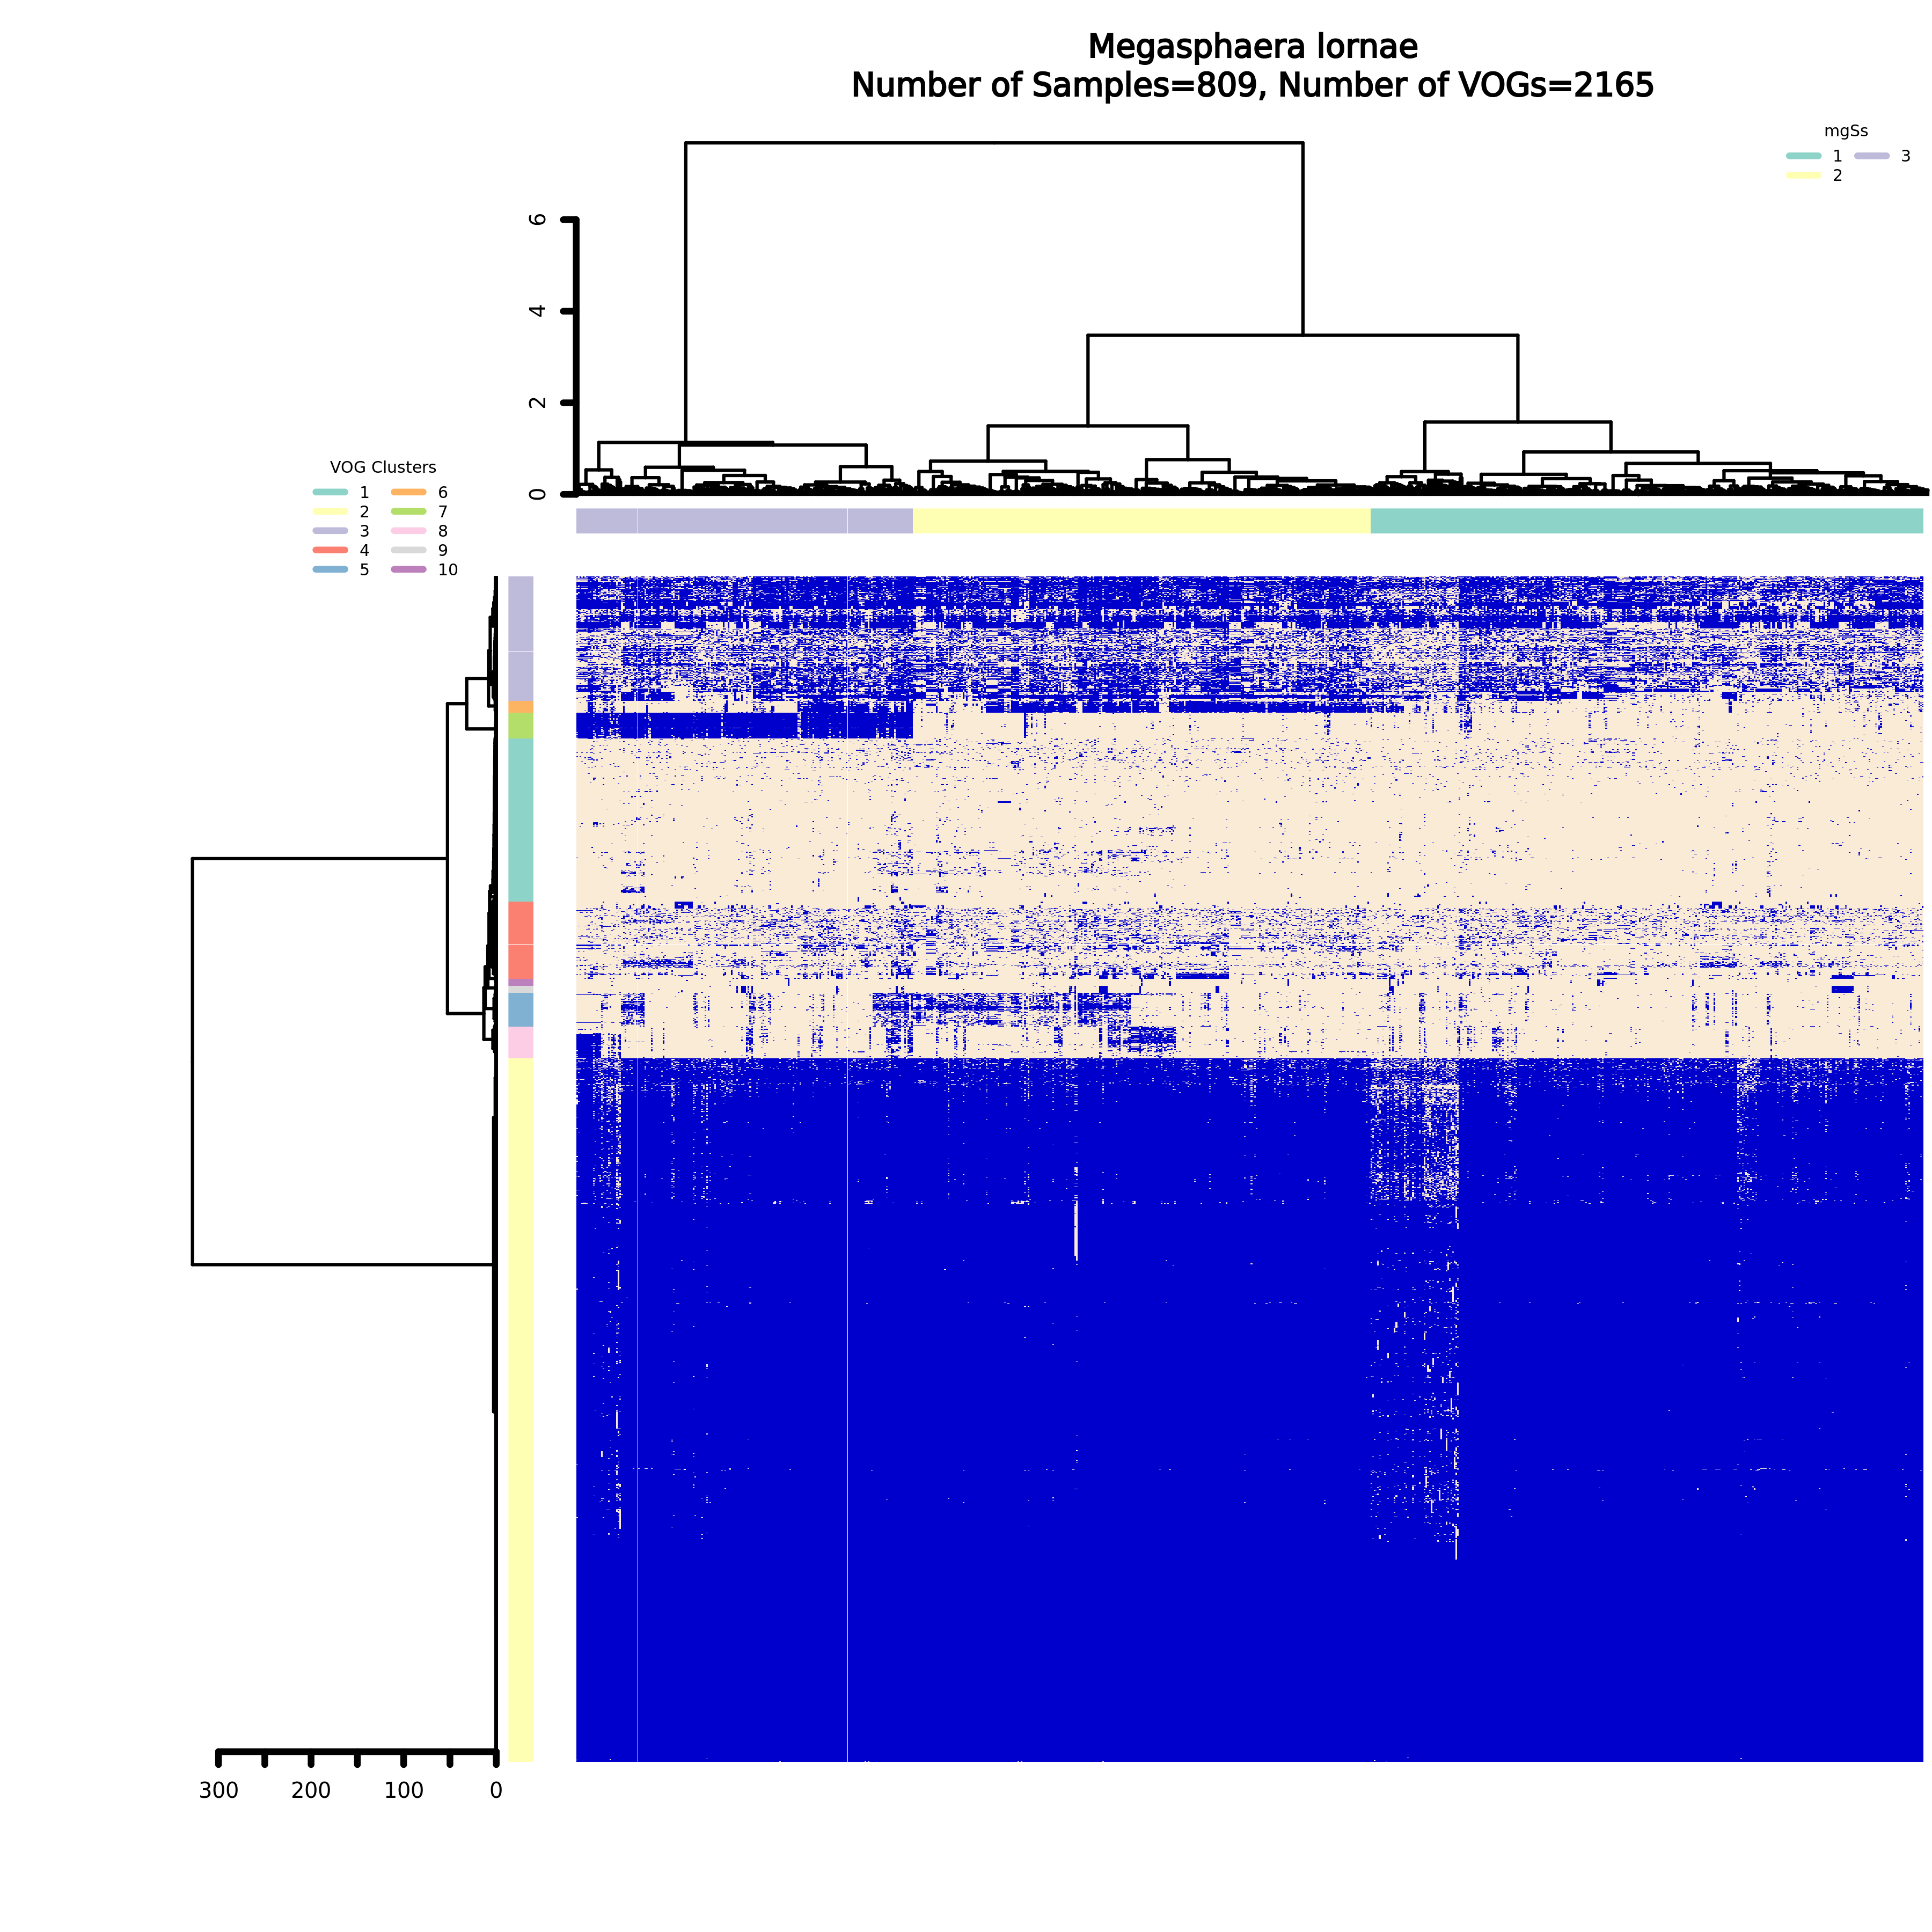 Megasphaera lornae
Number of Samples=809, Number of VOGs=2165
mgSs
1 3
2
6
4
2
0
VOG Clusters
1 6
2 7
3 8
4 9
5 10
300 200 100 0